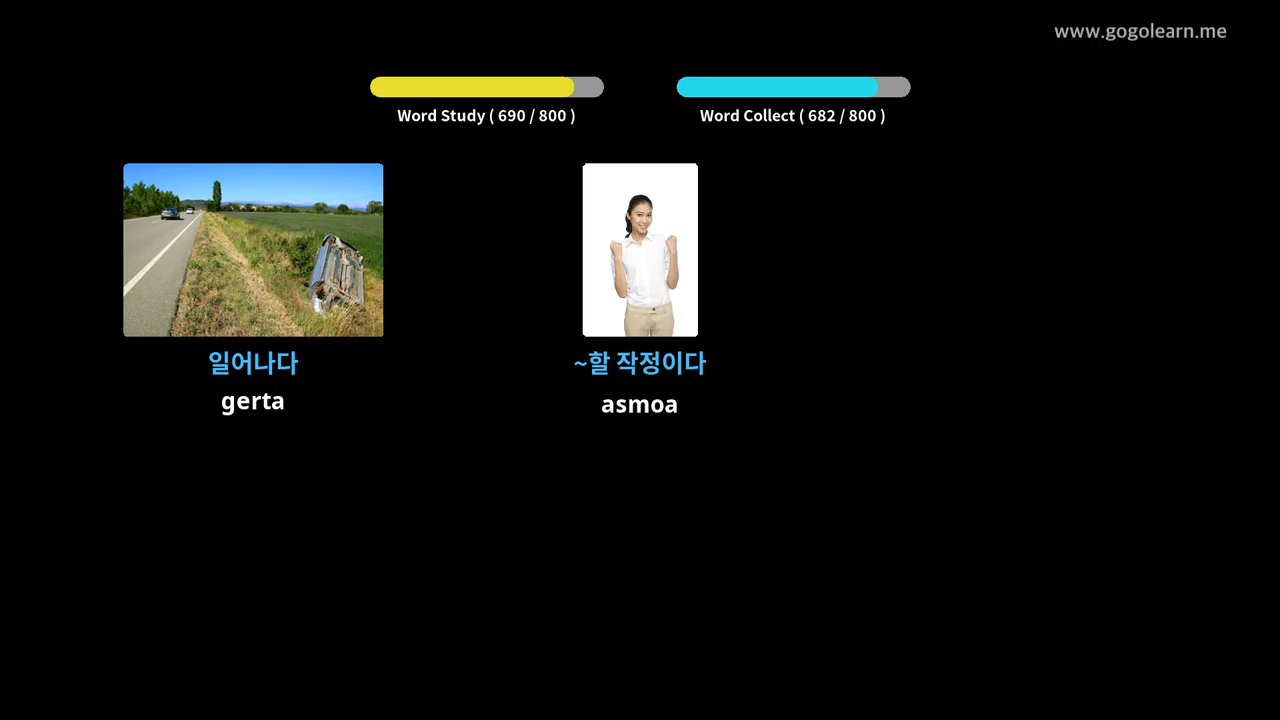 www.gogolearn.me
Word Study ( 690 / 800 )
Word Collect ( 682 / 800 )
일어나다
gerta
~할 작정이다
asmoa